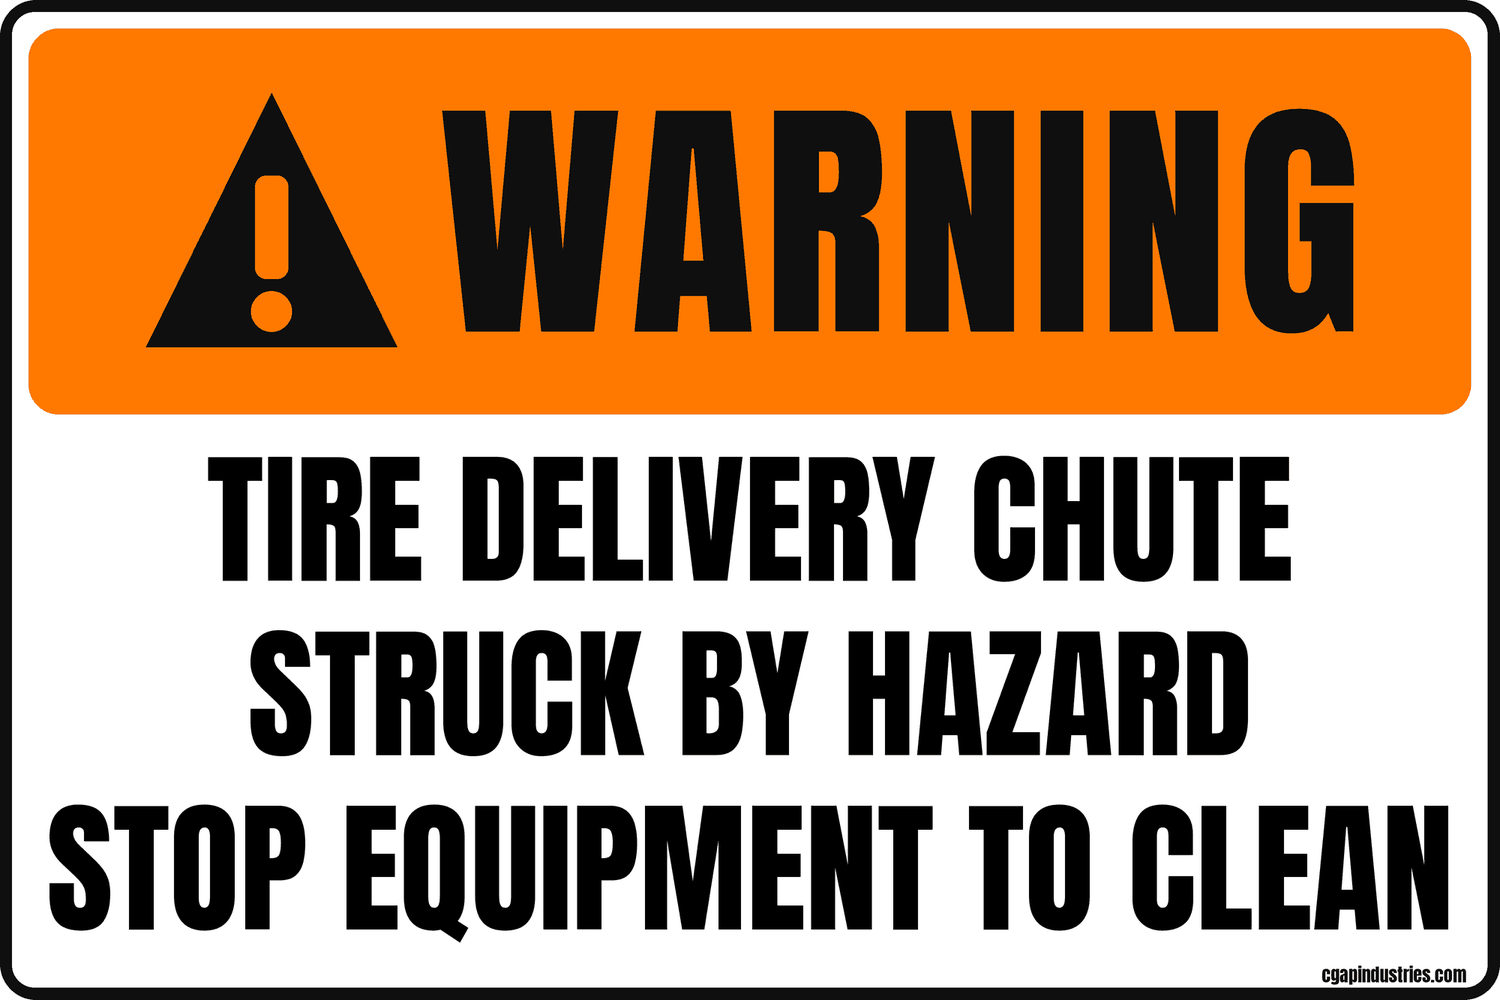 WARNING
TIRE DELIVERY CHUTE
STRUCK BY HAZARD
STOP EQUIPMENT TO CLEAN
cgapindustries.com